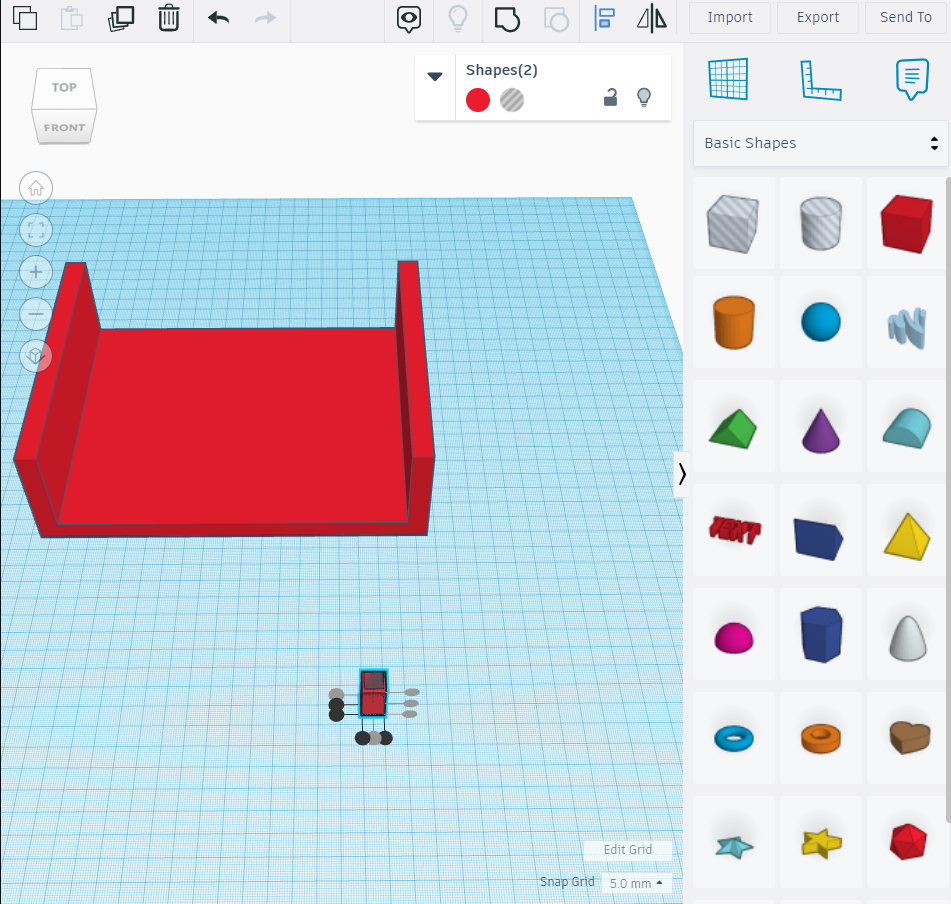 Import Export Send To
Shapes(2)
TOP
FRONT
Basic Shapes
TEXT
Edit Grid
Snap Grid 5.0 mm